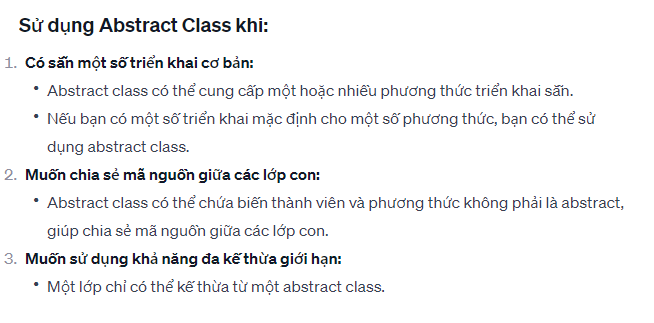 Sử dụng Abstract Class khi:
1. Có sẵn một số triển khai cơ bản:
• Abstract class có thể cung cấp một hoặc nhiều phương thức triển khai sẵn.
• Nếu bạn có một số triển khai mặc định cho một số phương thức, bạn có thể sử
dụng abstract class.
2. Muốn chia sẻ mã nguồn giữa các lớp con:
• Abstract class có thể chứa biến thành viên và phương thức không phải là abstract,
giúp chia sẻ mã nguồn giữa các lớp con.
3. Muốn sử dụng khả năng đa kế thừa giới hạn:
• Một lớp chỉ có thể kế thừa từ một abstract class.